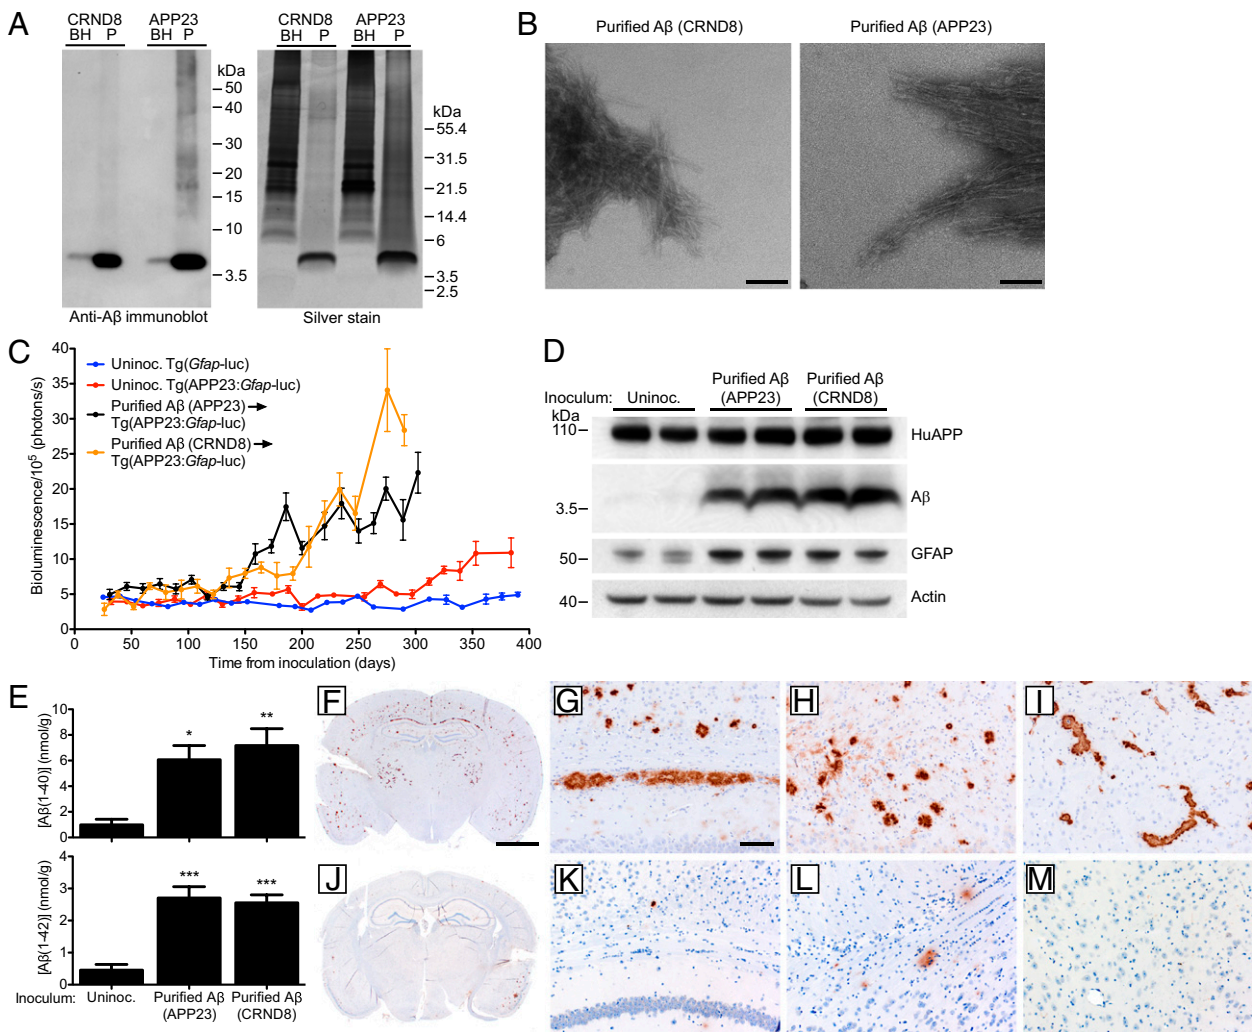 A
CRND8 APP23
BH P BH P
kDa
50
40
30
20
15
10
3.5
Anti-Aβ immunoblot
CRND8 APP23
BH P BH P
kDa
55.4
31.5
21.5
14.4
6
3.5
2.5
Silver stain
B
Purified Aβ (CRND8)
Purified Aβ (APP23)
C
40
35
30
25
20
15
10
5
0
Bioluminescence/10⁵ (photons/s)
Uninoc. Tg(Gfap-luc)
Uninoc. Tg(APP23:Gfap-luc)
Purified Aβ (APP23) →
Tg(APP23:Gfap-luc)
Purified Aβ (CRND8) →
Tg(APP23:Gfap-luc)
0 50 100 150 200 250 300 350 400
Time from inoculation (days)
D
Inoculum: Uninoc.
Purified Aβ
(APP23)
Purified Aβ
(CRND8)
kDa
110
HuAPP
3.5
Aβ
50
GFAP
40
Actin
E
[Aβ(1-40)] (nmol/g)
10
8
6
4
2
0
* **
[Aβ(1-42)] (nmol/g)
4
3
2
1
0
*** ***
Inoculum: Uninoc.
Purified Aβ
(APP23)
Purified Aβ
(CRND8)
F
G
H
I
J
K
L
M